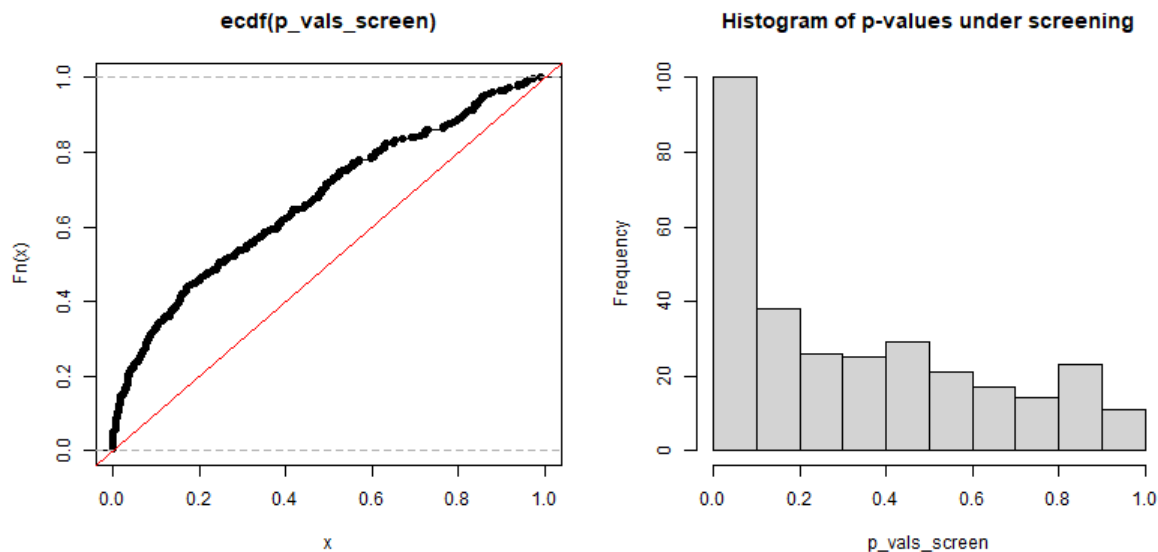 ecdf(p_vals_screen)
Fn(x)
1.0
0.8
0.6
0.4
0.2
0.0
0.0 0.2 0.4 0.6 0.8 1.0
x
Histogram of p-values under screening
Frequency
100
80
60
40
20
0
0.0 0.2 0.4 0.6 0.8 1.0
p_vals_screen